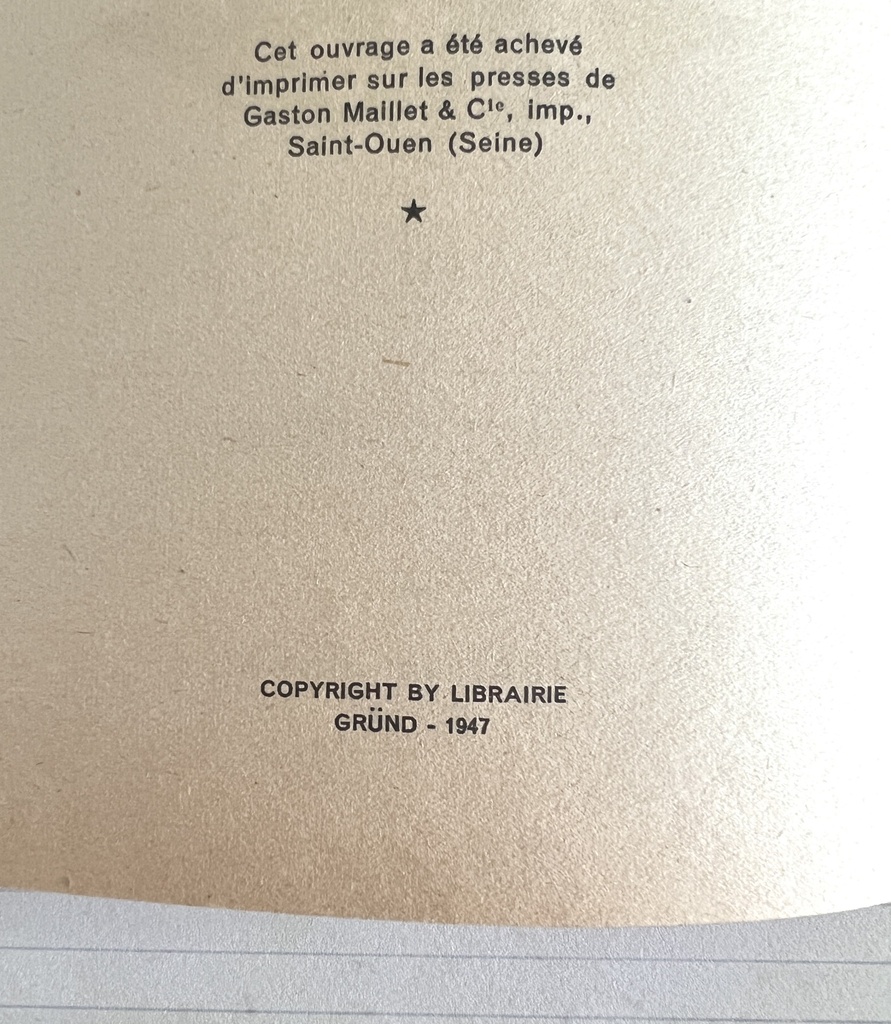 Cet ouvrage a été achevé
d'imprimer sur les presses de
Gaston Maillet & Cie, imp.,
Saint-Ouen (Seine)
★
COPYRIGHT BY LIBRAIRIE
GRÜND - 1947